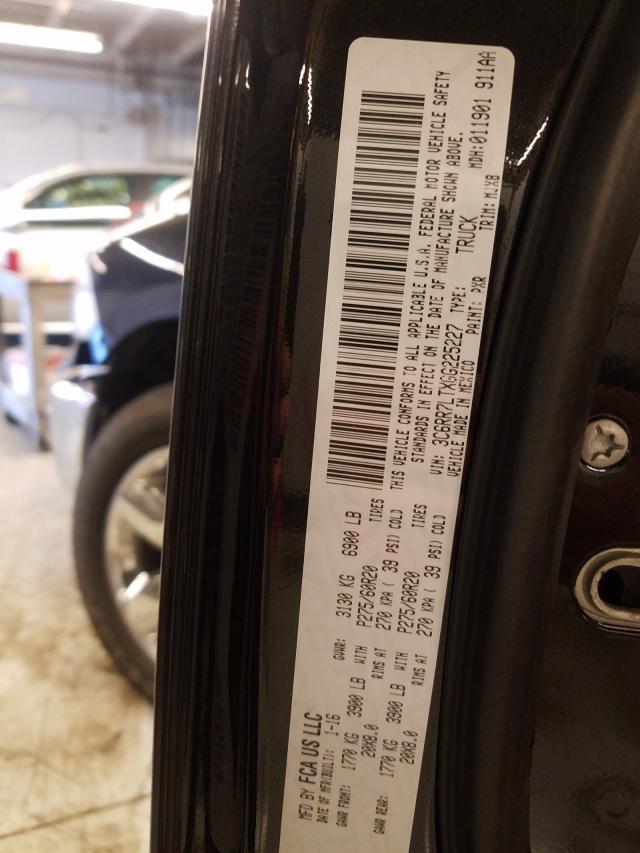 MFD BY FCA US LLC
DATE OF MFR(BUILT): 1-16 GVWR: 3130 KG 6900 LB
GAWR FRONT: 1770 KG 3900 LB WITH P275/60R20 TIRES
20X8.0 RIMS AT 270 KPA ( 39 PSI) COLD
GAWR REAR: 1770 KG 3900 LB WITH P275/60R20 TIRES
20X8.0 RIMS AT 270 KPA ( 39 PSI) COLD
THIS VEHICLE CONFORMS TO ALL APPLICABLE U.S.A. FEDERAL MOTOR VEHICLE SAFETY
STANDARDS IN EFFECT ON THE DATE OF MANUFACTURE SHOWN ABOVE.
VIN: 3C6RR7LTXGG225227 TYPE: TRUCK MDH:011901 911AA
VEHICLE MADE IN MEXICO PAINT: PXR TRIM: MJX8